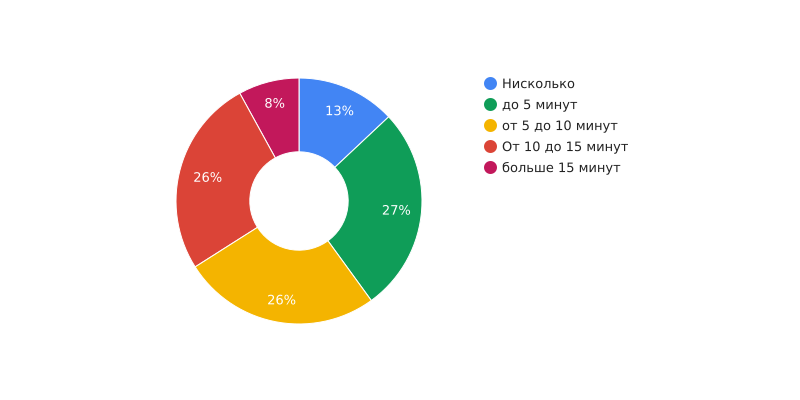 8%
13%
26%
27%
26%
Нисколько
до 5 минут
от 5 до 10 минут
От 10 до 15 минут
больше 15 минут